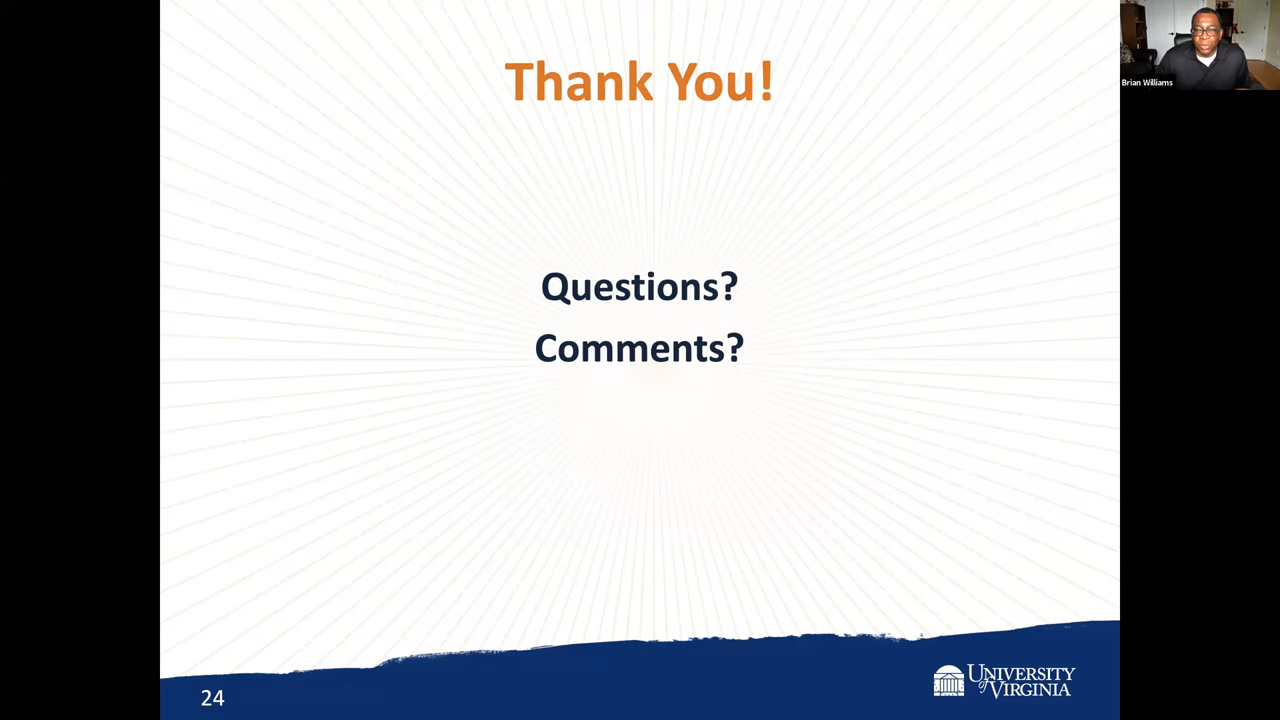 Thank You!
Brian Williams
Questions?
Comments?
24
UNIVERSITY
of VIRGINIA